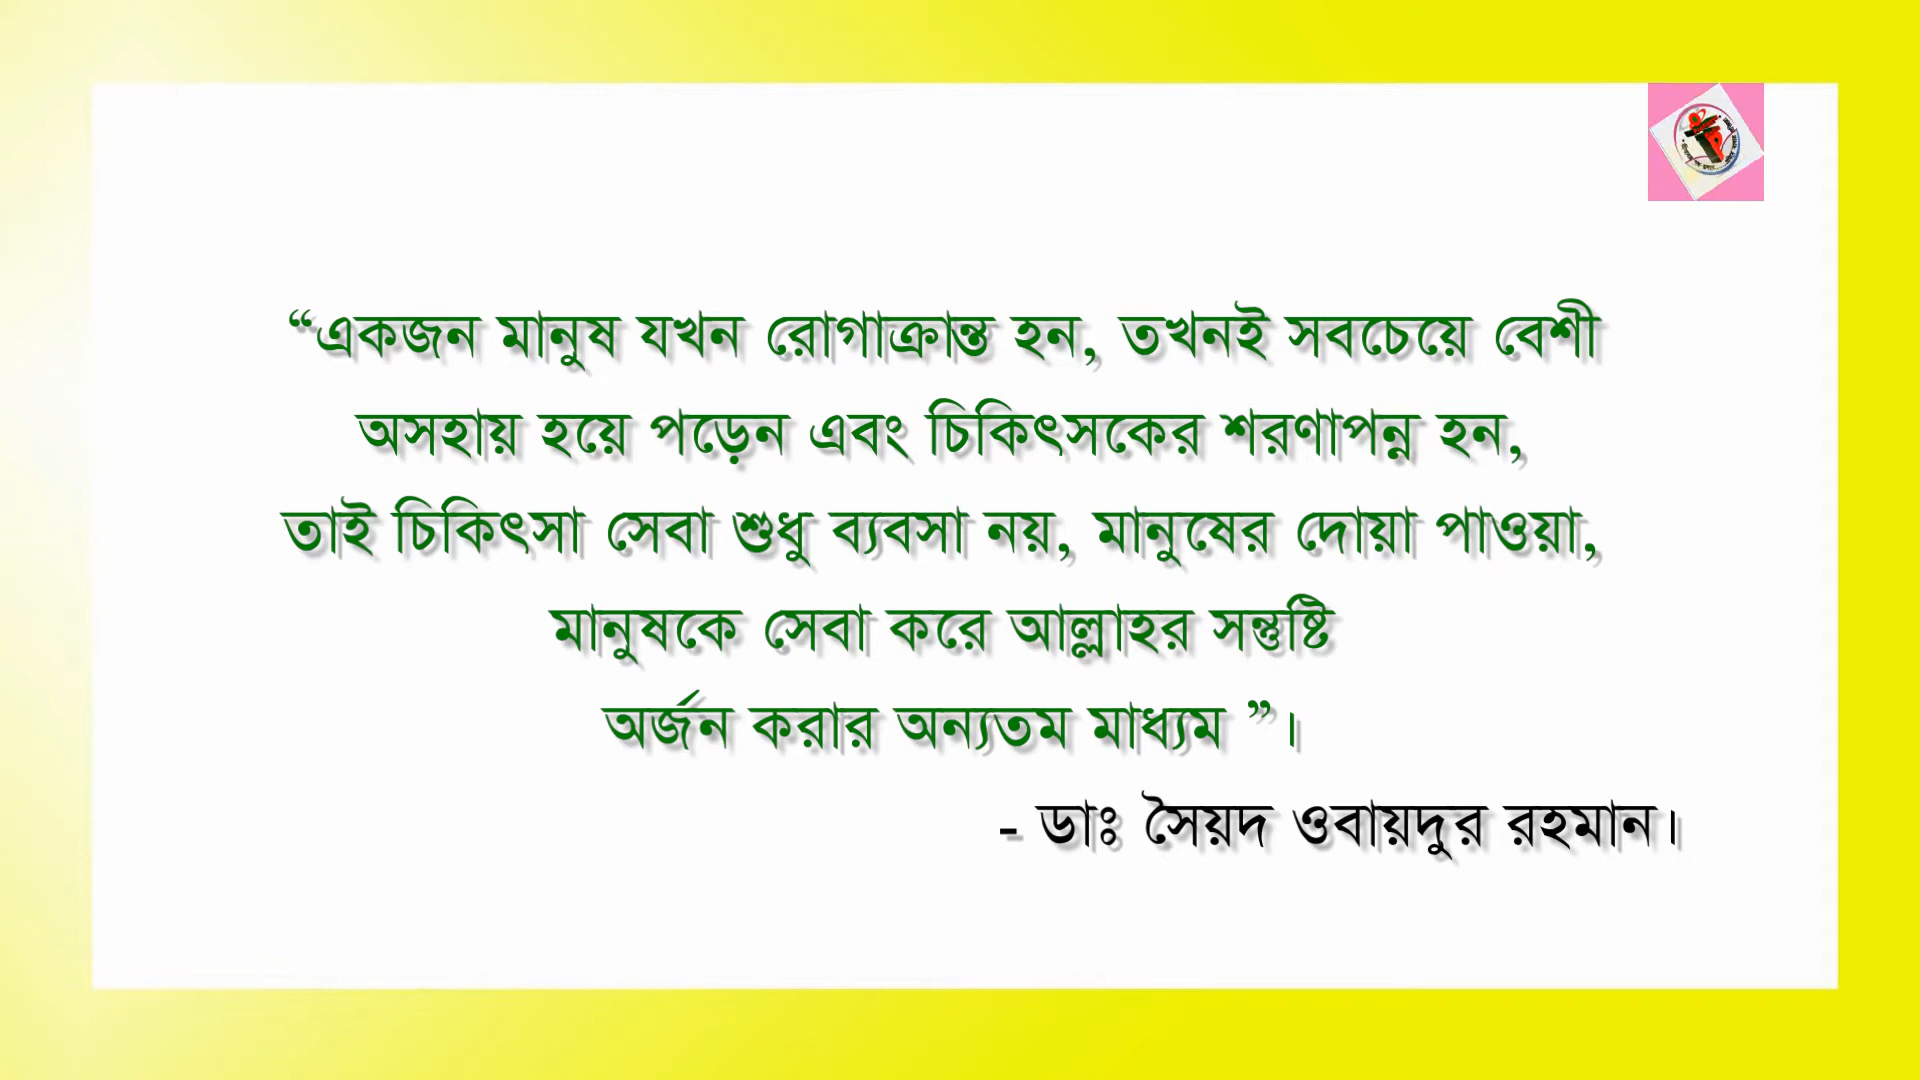 “একজন মানুষ যখন রোগাক্রান্ত হন, তখনই সবচেয়ে বেশী
অসহায় হয়ে পড়েন এবং চিকিৎসকের শরণাপন্ন হন,
তাই চিকিৎসা সেবা শুধু ব্যবসা নয়, মানুষের দোয়া পাওয়া,
মানুষকে সেবা করে আল্লাহর সন্তুষ্টি
অর্জন করার অন্যতম মাধ্যম ”।
- ডাঃ সৈয়দ ওবায়দুর রহমান।